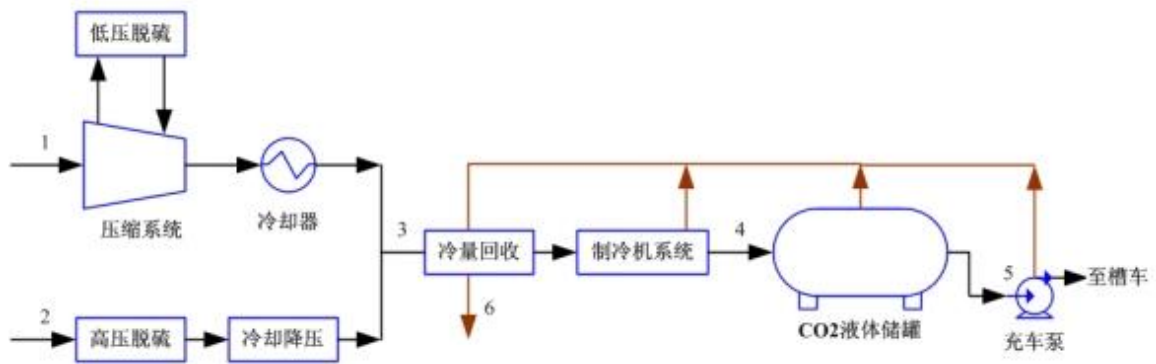 低压脱硫
1
压缩系统
冷却器
3
冷量回收
制冷机系统
4
5
至槽车
2
高压脱硫
冷却降压
6
CO2液体储罐
充车泵